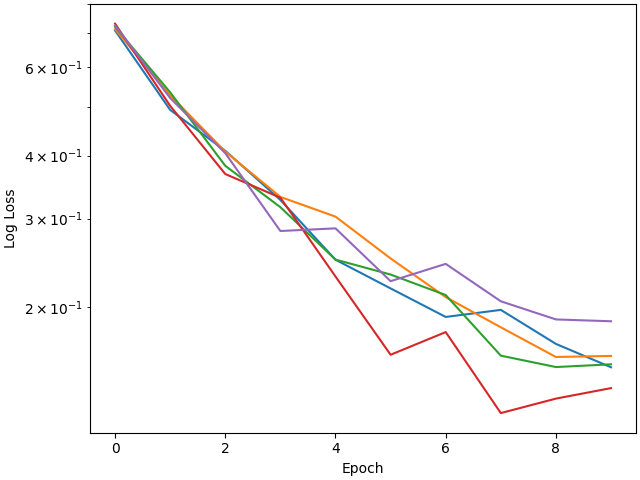 6 × 10⁻¹
4 × 10⁻¹
3 × 10⁻¹
2 × 10⁻¹
Log Loss
0 2 4 6 8
Epoch